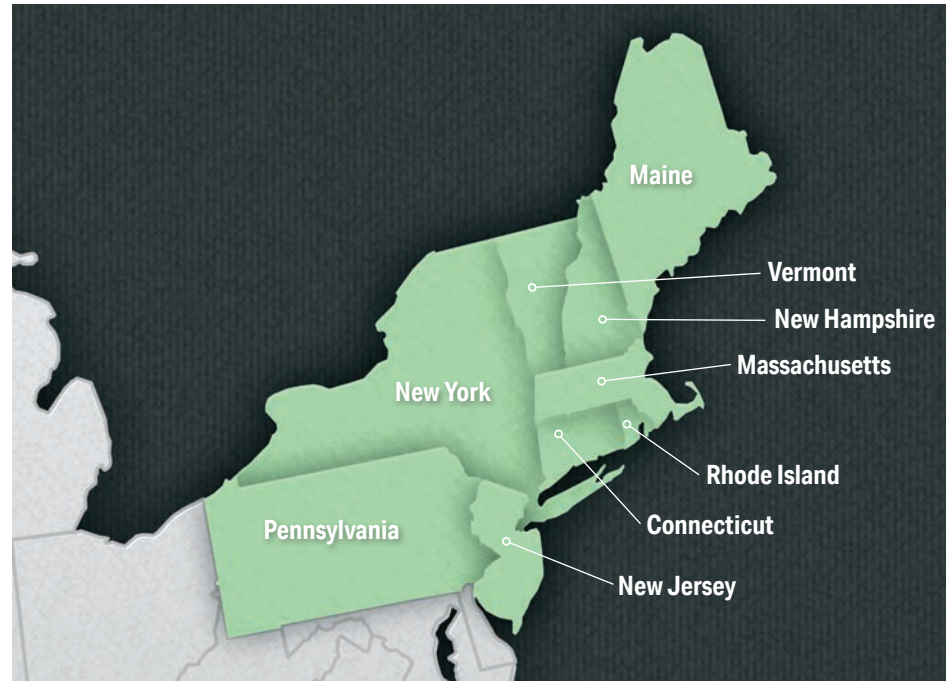 Maine
Vermont
New Hampshire
Massachusetts
New York
Rhode Island
Connecticut
Pennsylvania
New Jersey